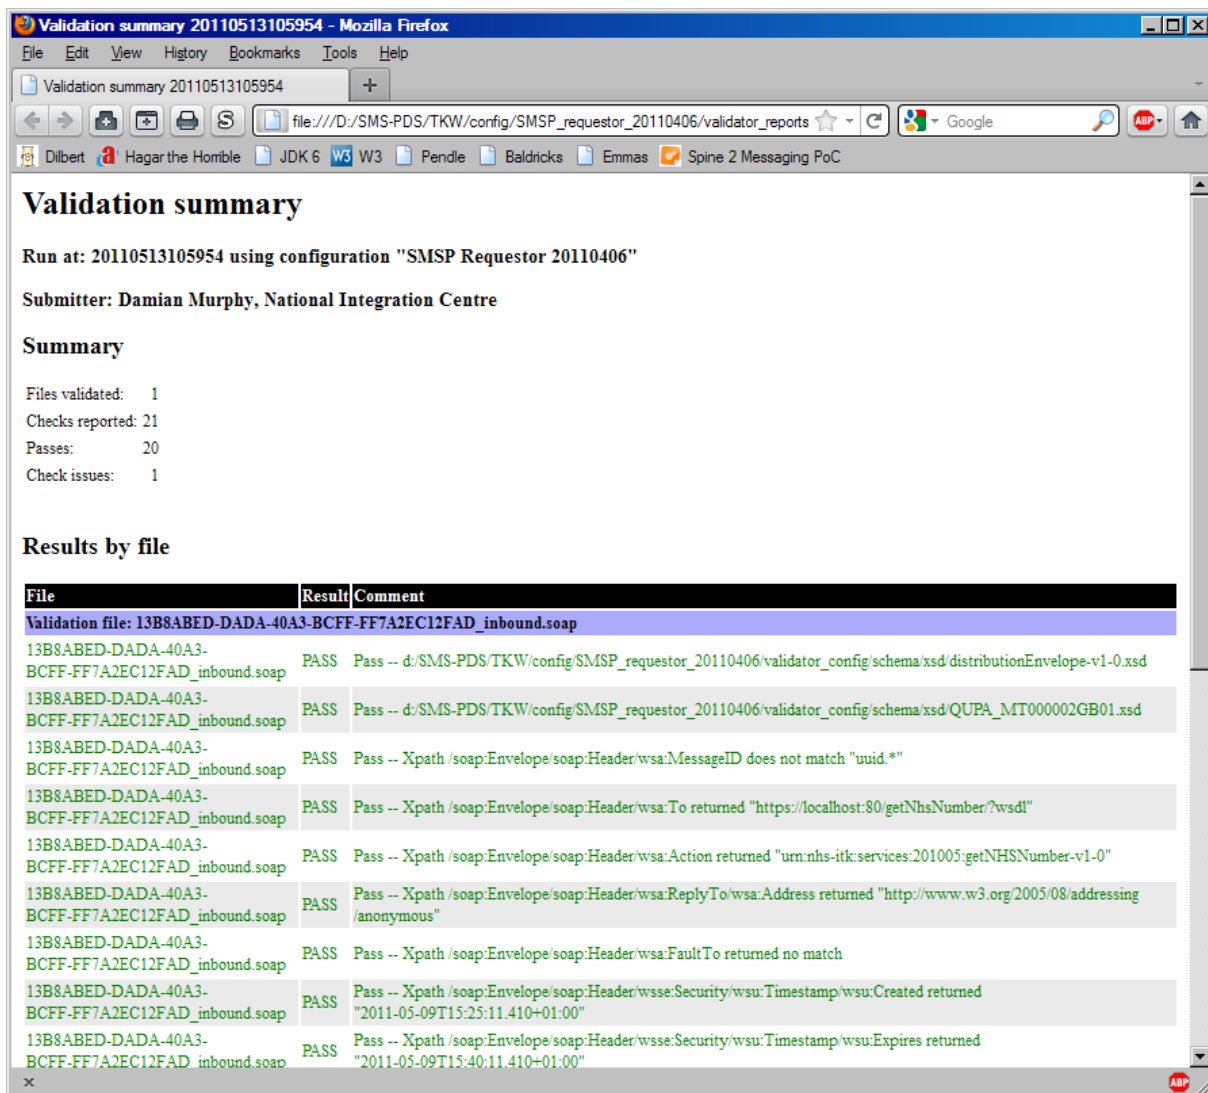 Validation summary 20110513105954 - Mozilla Firefox
File Edit View History Bookmarks Tools Help
Validation summary 20110513105954
file:///D:/SMS-PDS/TKW/config/SMSP_requestor_20110406/validator_reports
Google
ABP
Dilbert Hagar the Horrible JDK 6 W3 W3 Pendle Baldricks Emmas Spine 2 Messaging PoC
Validation summary
Run at: 20110513105954 using configuration "SMSP Requestor 20110406"
Submitter: Damian Murphy, National Integration Centre
Summary
Files validated: 1
Checks reported: 21
Passes: 20
Check issues: 1
Results by file
File Result Comment
Validation file: 13B8ABED-DADA-40A3-BCFF-FF7A2EC12FAD_inbound.soap
13B8ABED-DADA-40A3-
BCFF-FF7A2EC12FAD_inbound.soap PASS Pass -- d:/SMS-PDS/TKW/config/SMSP_requestor_20110406/validator_config/schema/xsd/distributionEnvelope-v1-0.xsd
13B8ABED-DADA-40A3-
BCFF-FF7A2EC12FAD_inbound.soap PASS Pass -- d:/SMS-PDS/TKW/config/SMSP_requestor_20110406/validator_config/schema/xsd/QUPA_MT000002GB01.xsd
13B8ABED-DADA-40A3-
BCFF-FF7A2EC12FAD_inbound.soap PASS Pass -- Xpath /soap:Envelope/soap:Header/wsa:MessageID does not match "uuid.*"
13B8ABED-DADA-40A3-
BCFF-FF7A2EC12FAD_inbound.soap PASS Pass -- Xpath /soap:Envelope/soap:Header/wsa:To returned "https://localhost:80/getNhsNumber/?wsdl"
13B8ABED-DADA-40A3-
BCFF-FF7A2EC12FAD_inbound.soap PASS Pass -- Xpath /soap:Envelope/soap:Header/wsa:Action returned "urn:nhs-itk:services:201005:getNHSNumber-v1-0"
13B8ABED-DADA-40A3- Pass -- Xpath /soap:Envelope/soap:Header/wsa:ReplyTo/wsa:Address returned "http://www.w3.org/2005/08/addressing
BCFF-FF7A2EC12FAD_inbound.soap PASS /anonymous"
13B8ABED-DADA-40A3-
BCFF-FF7A2EC12FAD_inbound.soap PASS Pass -- Xpath /soap:Envelope/soap:Header/wsa:FaultTo returned no match
13B8ABED-DADA-40A3- Pass -- Xpath /soap:Envelope/soap:Header/wsse:Security/wsu:Timestamp/wsu:Created returned
BCFF-FF7A2EC12FAD_inbound.soap PASS "2011-05-09T15:25:11.410+01:00"
13B8ABED-DADA-40A3- Pass -- Xpath /soap:Envelope/soap:Header/wsse:Security/wsu:Timestamp/wsu:Expires returned
BCFF-FF7A2EC12FAD_inbound.soap PASS "2011-05-09T15:40:11.410+01:00"
ABP